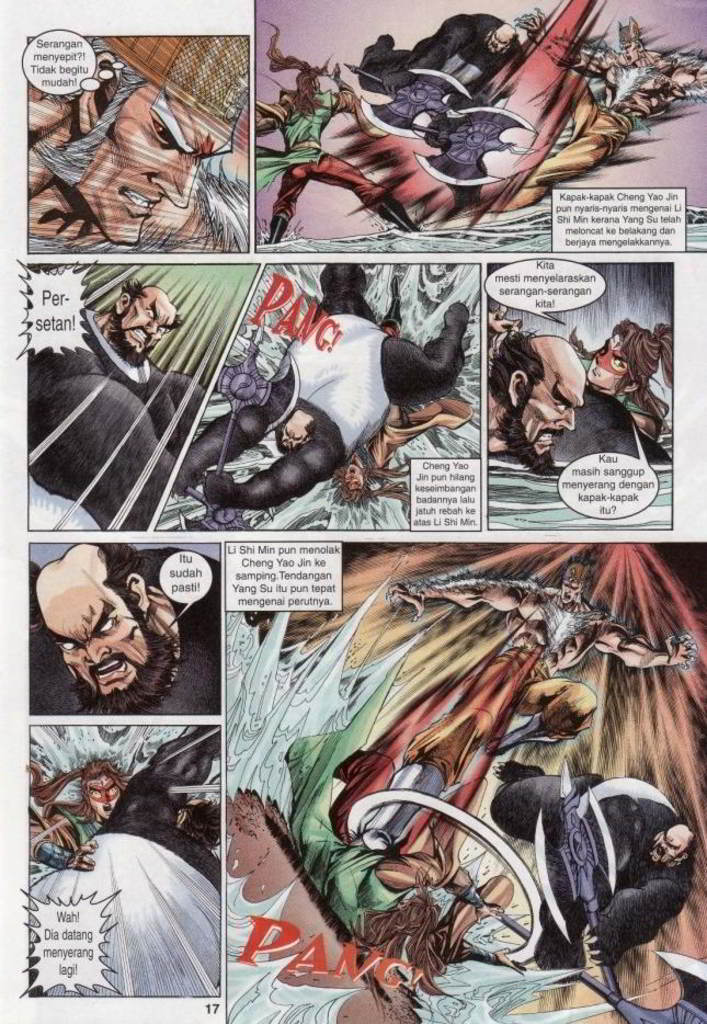 Serangan
menyepit?!
Tidak begitu
mudah!
Kapak-kapak Cheng Yao Jin
pun nyaris-nyaris mengenai Li
Shi Min kerana Yang Su telah
meloncat ke belakang dan
berjaya mengelakkannya.
Per-
setan!
PANG!
Cheng Yao
Jin pun hilang
keseimbangan
badannya lalu
jatuh rebah ke
atas Li Shi Min.
Kita
mesti menyelaraskan
serangan-serangan
kita!
Kau
masih sanggup
menyerang dengan
kapak-kapak
itu?
Itu
sudah
pasti!
Li Shi Min pun menolak
Cheng Yao Jin ke
samping.Tendangan
Yang Su itu pun tepat
mengenai perutnya.
Wah!
Dia datang
menyerang
lagi!
PANG!
17